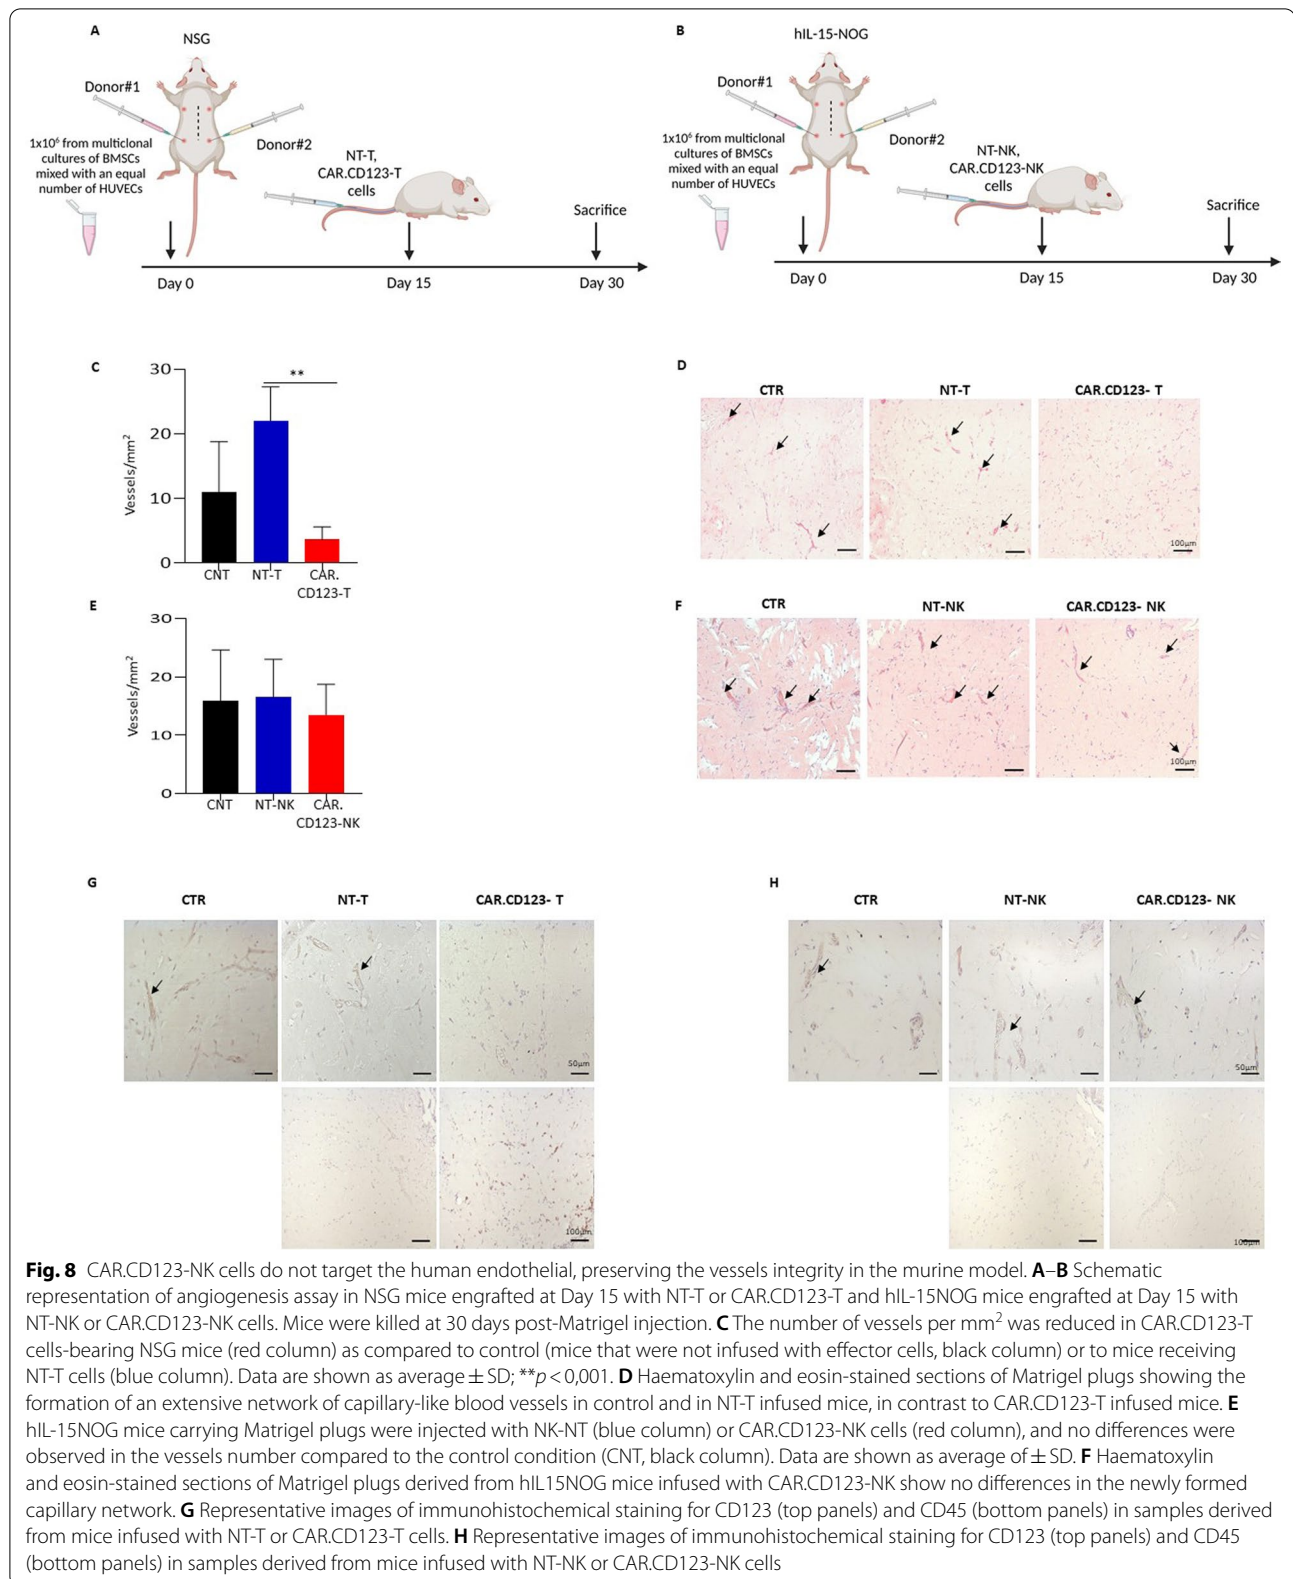 A
NSG
Donor#1
Donor#2
1x10⁶ from multiclonal
cultures of BMSCs
mixed with an equal
number of HUVECs
NT-T,
CAR.CD123-T
cells
Sacrifice
Day 0
Day 15
Day 30
B
hIL-15-NOG
Donor#1
Donor#2
1x10⁶ from multiclonal
cultures of BMSCs
mixed with an equal
number of HUVECs
NT-NK,
CAR.CD123-NK
cells
Sacrifice
Day 0
Day 15
Day 30
C
Vessels/mm²
30
20
10
0
**
CNT
NT-T
CAR.
CD123-T
D
CTR
NT-T
CAR.CD123- T
100µm
E
Vessels/mm²
30
20
10
0
CNT
NT-NK
CAR.
CD123-NK
F
CTR
NT-NK
CAR.CD123- NK
100µm
G
CTR
NT-T
CAR.CD123- T
50µm
100µm
H
CTR
NT-NK
CAR.CD123- NK
50µm
100µm
Fig. 8 CAR.CD123-NK cells do not target the human endothelial, preserving the vessels integrity in the murine model. A–B Schematic
representation of angiogenesis assay in NSG mice engrafted at Day 15 with NT-T or CAR.CD123-T and hIL-15NOG mice engrafted at Day 15 with
NT-NK or CAR.CD123-NK cells. Mice were killed at 30 days post-Matrigel injection. C The number of vessels per mm² was reduced in CAR.CD123-T
cells-bearing NSG mice (red column) as compared to control (mice that were not infused with effector cells, black column) or to mice receiving
NT-T cells (blue column). Data are shown as average ± SD; **p < 0,001. D Haematoxylin and eosin-stained sections of Matrigel plugs showing the
formation of an extensive network of capillary-like blood vessels in control and in NT-T infused mice, in contrast to CAR.CD123-T infused mice. E
hIL-15NOG mice carrying Matrigel plugs were injected with NK-NT (blue column) or CAR.CD123-NK cells (red column), and no differences were
observed in the vessels number compared to the control condition (CNT, black column). Data are shown as average of ± SD. F Haematoxylin
and eosin-stained sections of Matrigel plugs derived from hIL15NOG mice infused with CAR.CD123-NK show no differences in the newly formed
capillary network. G Representative images of immunohistochemical staining for CD123 (top panels) and CD45 (bottom panels) in samples derived
from mice infused with NT-T or CAR.CD123-T cells. H Representative images of immunohistochemical staining for CD123 (top panels) and CD45
(bottom panels) in samples derived from mice infused with NT-NK or CAR.CD123-NK cells